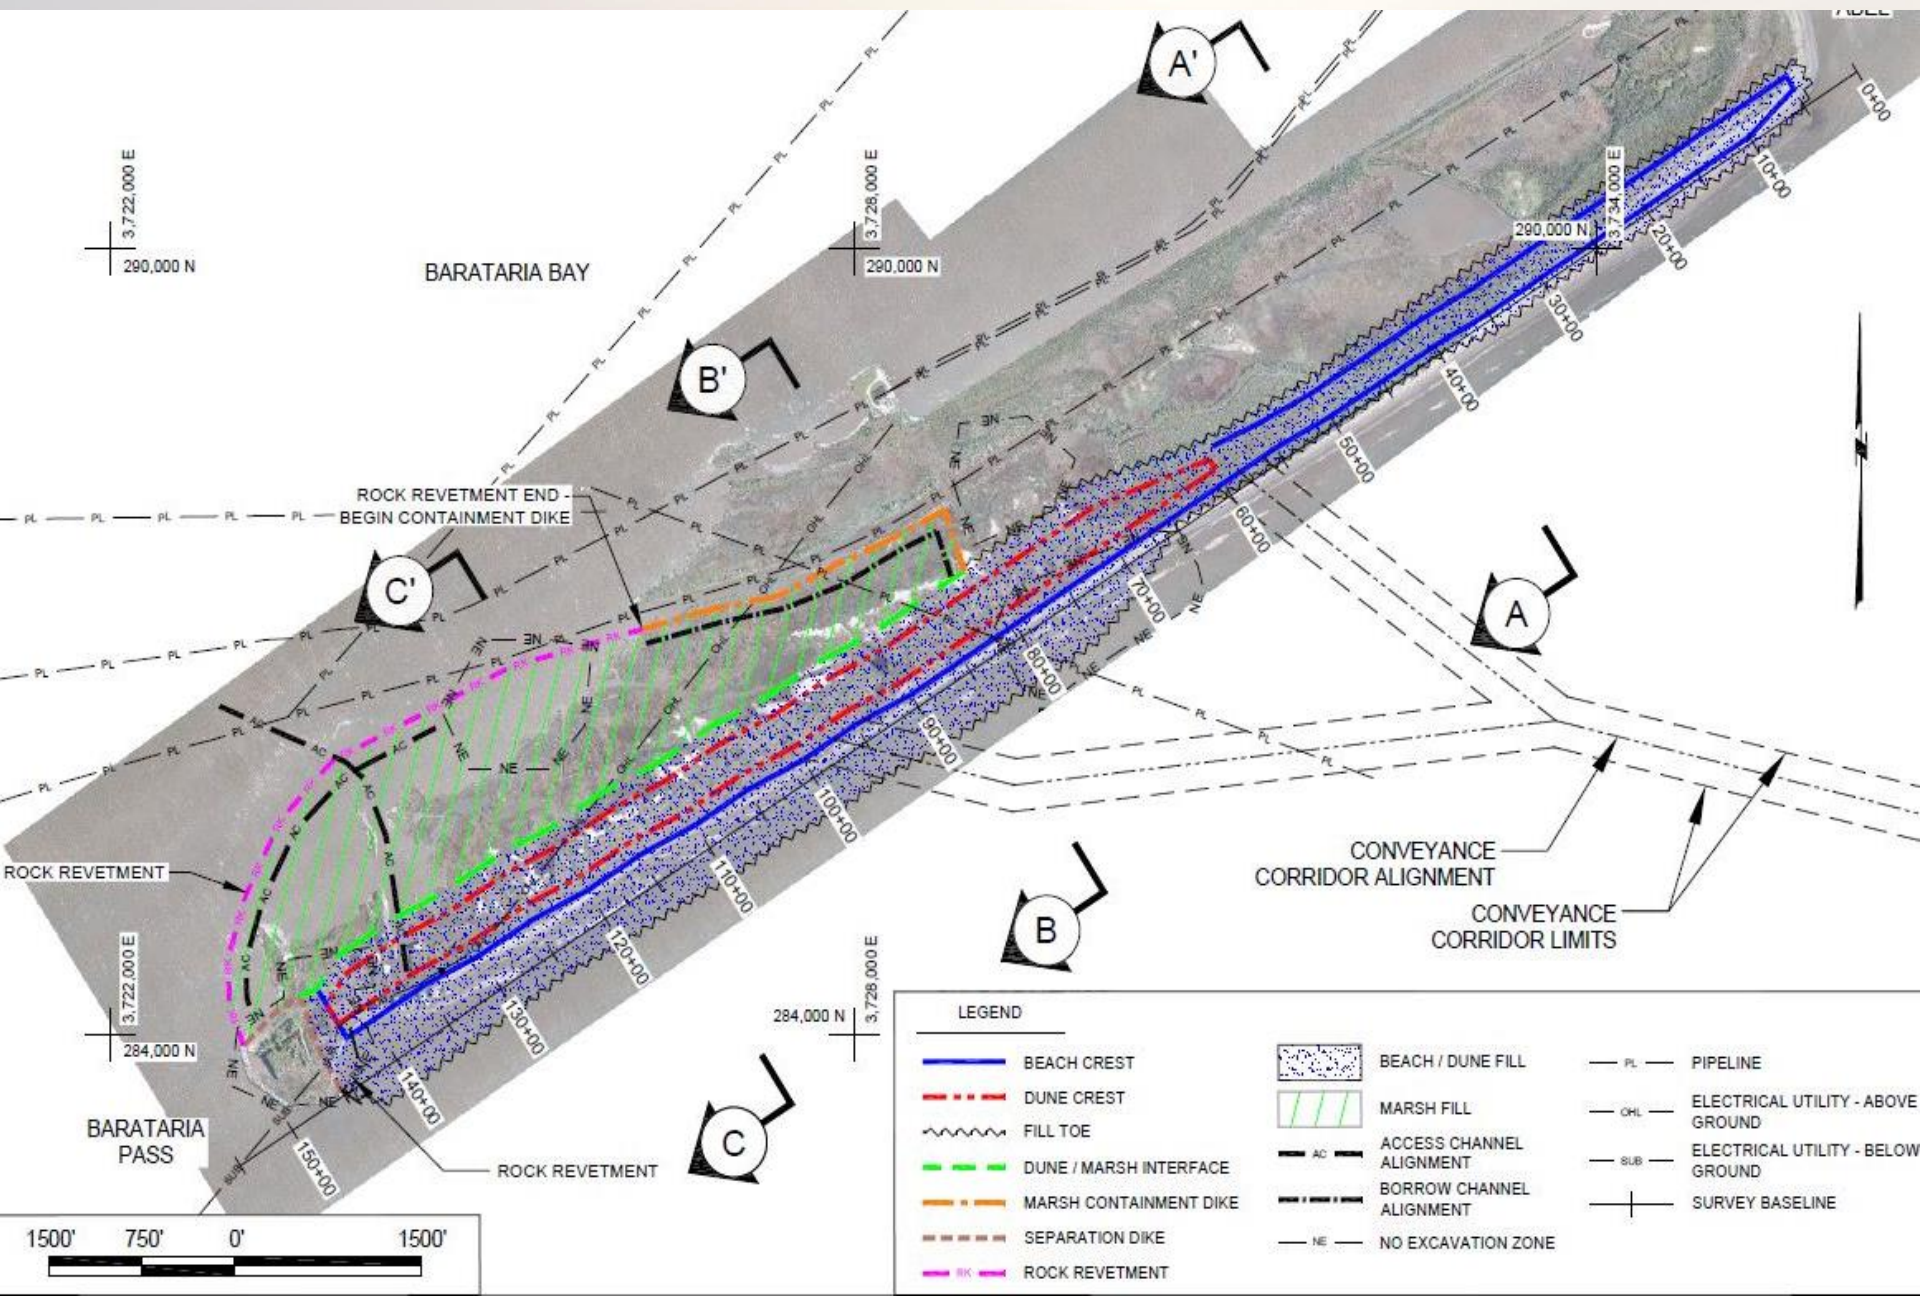 A'
0+00
10+00
3,722,000 E
290,000 N
BARATARIA BAY
3,728,000 E
290,000 N
3,734,000 E
290,000 N
20+00
30+00
B'
40+00
50+00
ROCK REVETMENT END -
BEGIN CONTAINMENT DIKE
60+00
C'
A
70+00
80+00
90+00
100+00
CONVEYANCE
CORRIDOR ALIGNMENT
ROCK REVETMENT
110+00
CONVEYANCE
CORRIDOR LIMITS
B
120+00
3,722,000 E
284,000 N
130+00
284,000 N
3,728,000 E
140+00
BARATARIA
PASS
150+00
ROCK REVETMENT
C
1500' 750' 0' 1500'
LEGEND
BEACH CREST
DUNE CREST
FILL TOE
DUNE / MARSH INTERFACE
MARSH CONTAINMENT DIKE
SEPARATION DIKE
RK ROCK REVETMENT
BEACH / DUNE FILL
MARSH FILL
AC ACCESS CHANNEL
ALIGNMENT
BORROW CHANNEL
ALIGNMENT
NE NO EXCAVATION ZONE
PL PIPELINE
OHL ELECTRICAL UTILITY - ABOVE
GROUND
SUB ELECTRICAL UTILITY - BELOW
GROUND
SURVEY BASELINE